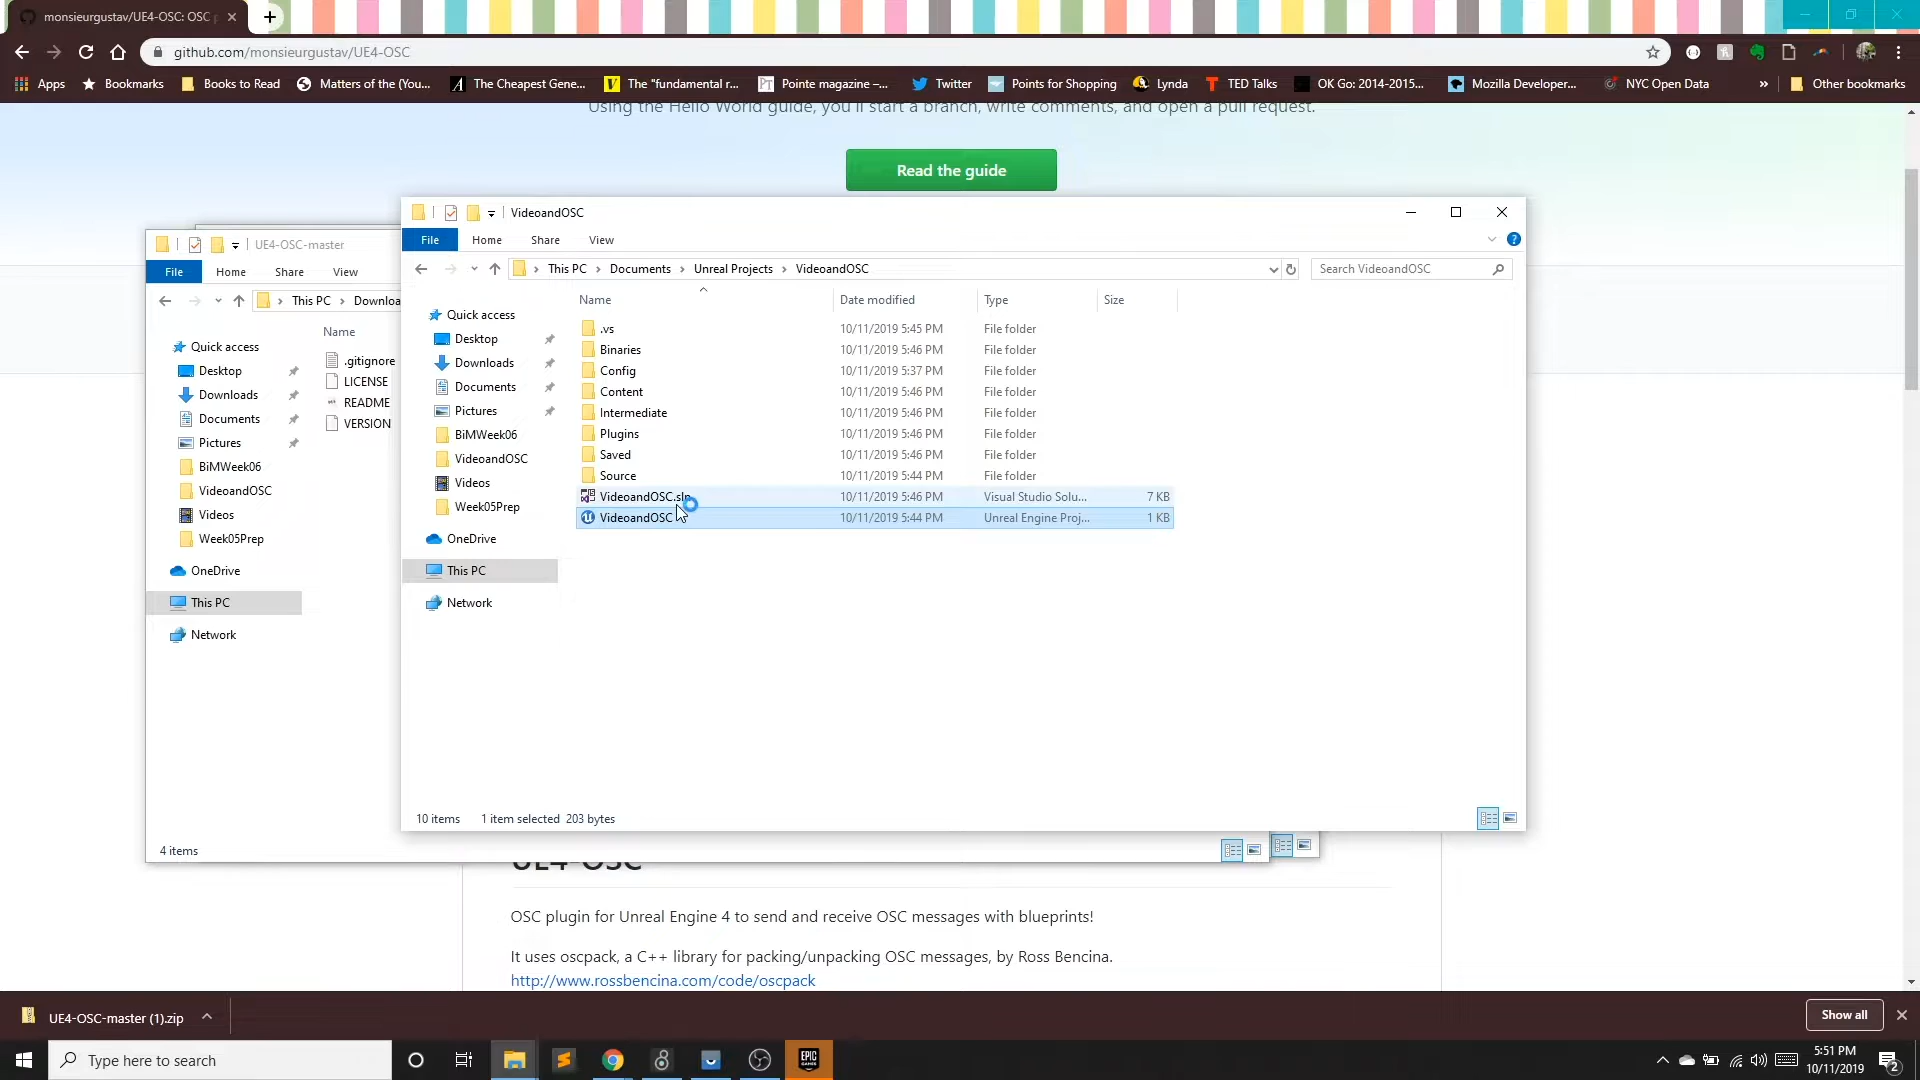 monsieurgustav/UE4-OSC: OSC
github.com/monsieurgustav/UE4-OSC
Apps
Bookmarks
Books to Read
Matters of the (You...
The Cheapest Gene...
The "fundamental r...
Pointe magazine –...
Twitter
Points for Shopping
Lynda
TED Talks
OK Go: 2014-2015...
Mozilla Developer...
NYC Open Data
»
Other bookmarks
Using the Hello World guide, you'll start a branch, write comments, and open a pull request.
Read the guide
UE4-OSC-master
File
Home
Share
View
This PC
Downloa
Name
Quick access
Desktop
Downloads
Documents
Pictures
BiMWeek06
VideoandOSC
Videos
Week05Prep
OneDrive
This PC
Network
.gitignore
LICENSE
README
VERSION
4 items
VideoandOSC
File
Home
Share
View
This PC
Documents
Unreal Projects
VideoandOSC
Search VideoandOSC
Quick access
Desktop
Downloads
Documents
Pictures
BiMWeek06
VideoandOSC
Videos
Week05Prep
OneDrive
This PC
Network
Name Date modified Type Size
.vs 10/11/2019 5:45 PM File folder
Binaries 10/11/2019 5:46 PM File folder
Config 10/11/2019 5:37 PM File folder
Content 10/11/2019 5:46 PM File folder
Intermediate 10/11/2019 5:46 PM File folder
Plugins 10/11/2019 5:46 PM File folder
Saved 10/11/2019 5:46 PM File folder
Source 10/11/2019 5:44 PM File folder
VideoandOSC.sln 10/11/2019 5:46 PM Visual Studio Solu... 7 KB
VideoandOSC 10/11/2019 5:44 PM Unreal Engine Proj... 1 KB
10 items 1 item selected 203 bytes
UE4-OSC
OSC plugin for Unreal Engine 4 to send and receive OSC messages with blueprints!
It uses oscpack, a C++ library for packing/unpacking OSC messages, by Ross Bencina.
http://www.rossbencina.com/code/oscpack
UE4-OSC-master (1).zip
Show all
Type here to search
EPIC GAMES
5:51 PM
10/11/2019
2